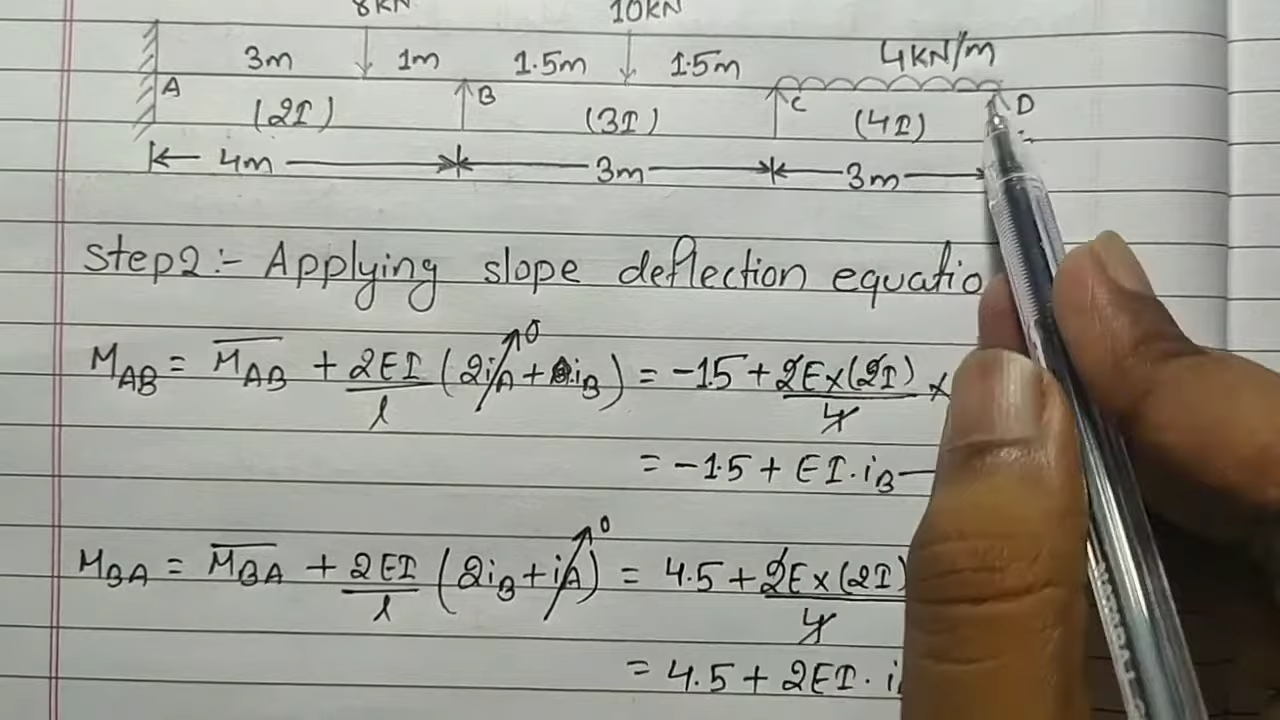 8KN 10KN
3m 1m 1.5m 1.5m 4KN/m
A B C D
(2I) (3I) (4I)
4m 3m 3m
Step2:- Applying slope deflection equatio
M_AB = M̅_AB + 2EI/l (2i_A + i_B) = -1.5 + 2E×(2I)/4 ×
= -1.5 + EI.i_B
M_BA = M̅_BA + 2EI/l (2i_B + i_A) = 4.5 + 2E×(2I)/4
= 4.5 + 2EI.i
0
0